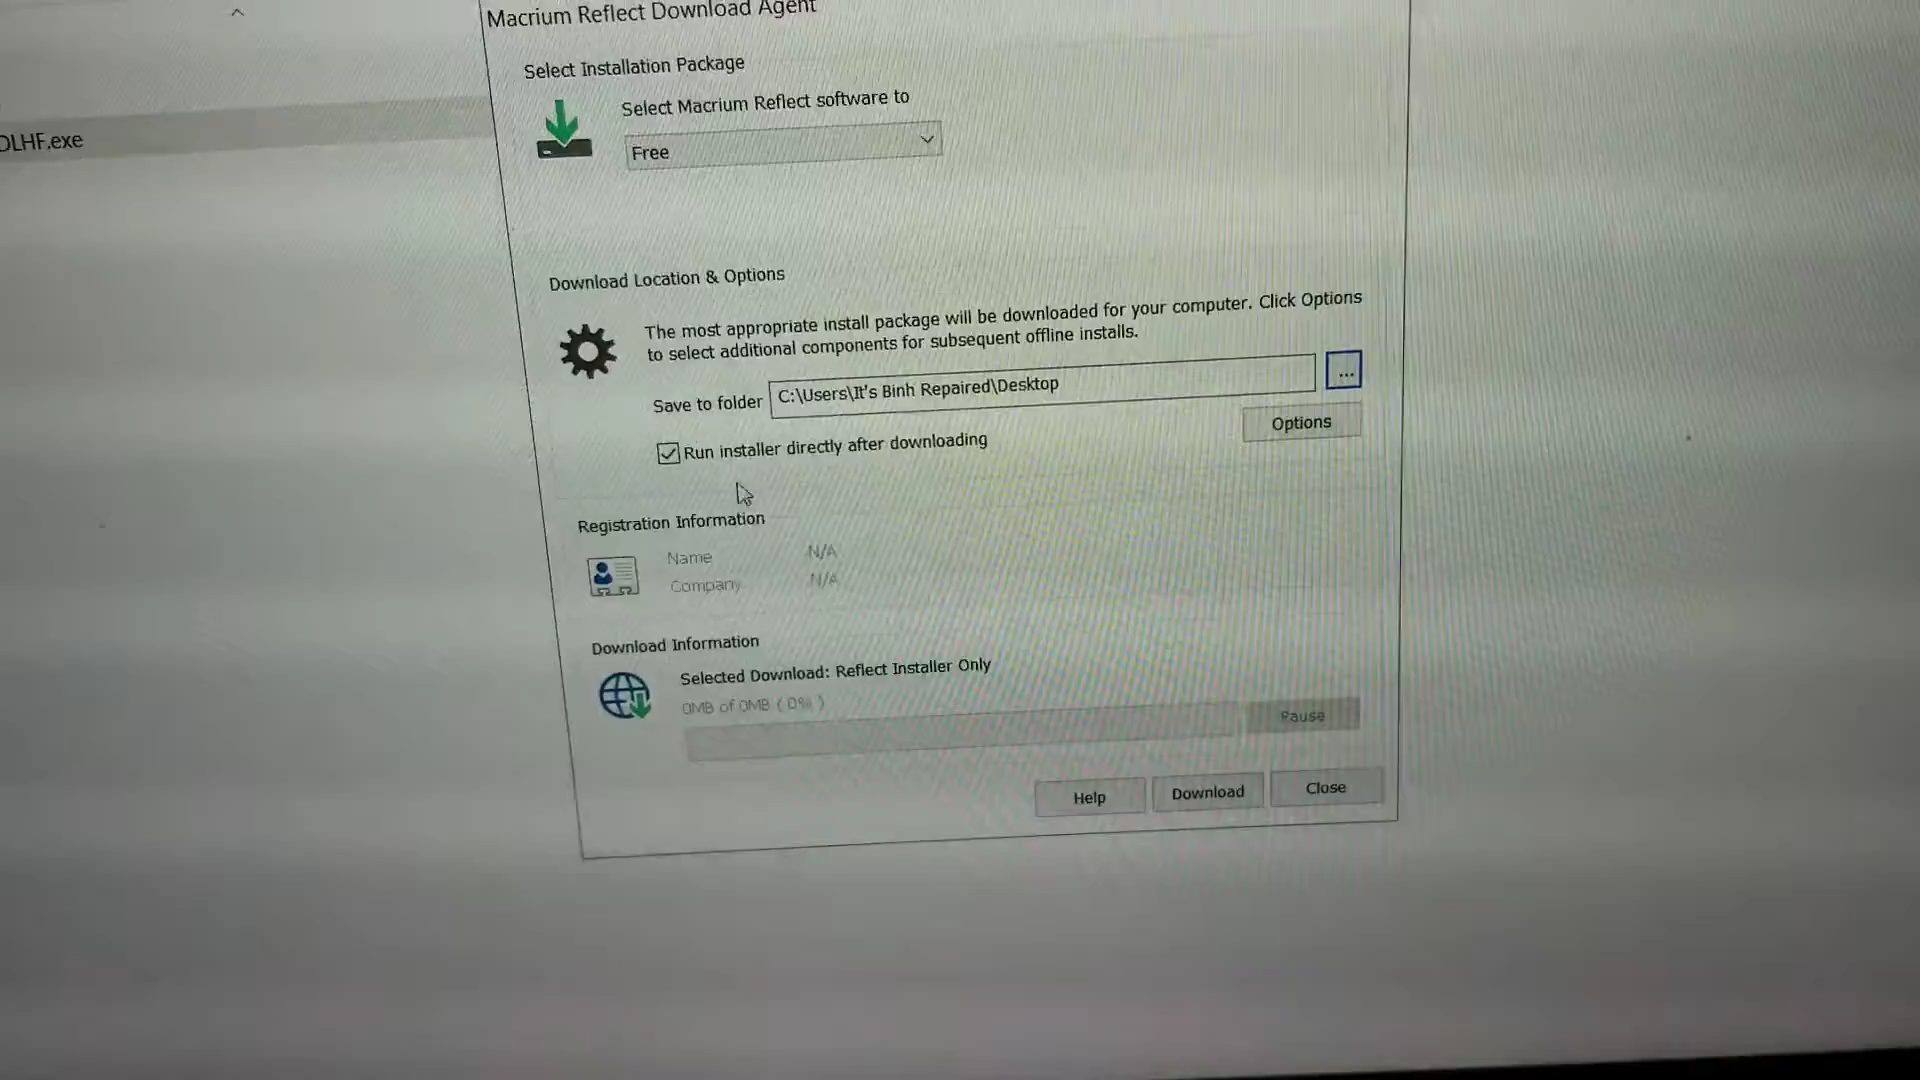 Macrium Reflect Download Agent
DLHF.exe
Select Installation Package
Select Macrium Reflect software to
Free
Download Location & Options
The most appropriate install package will be downloaded for your computer. Click Options
to select additional components for subsequent offline installs.
Save to folder C:\Users\It's Binh Repaired\Desktop ...
Options
Run installer directly after downloading
Registration Information
Name N/A
Company N/A
Download Information
Selected Download: Reflect Installer Only
0MB of 0MB ( 0% )
Pause
Help Download Close